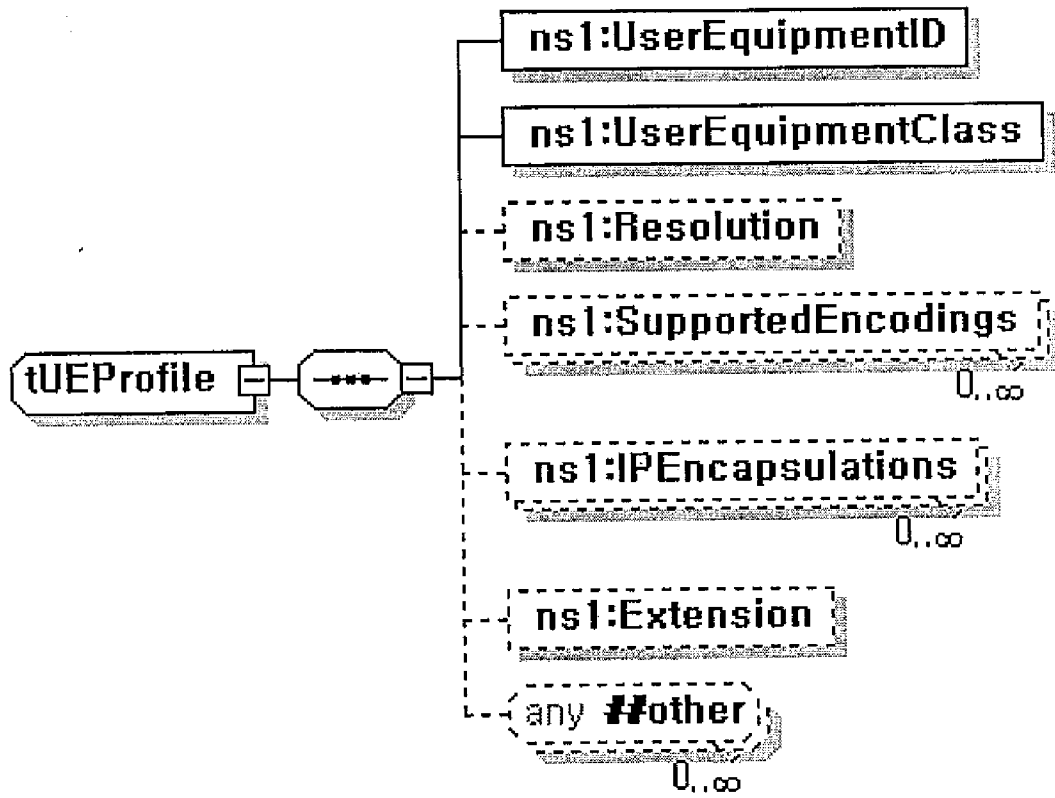 ns1:UserEquipmentID
ns1:UserEquipmentClass
ns1:Resolution
ns1:SupportedEncodings
0..∞
tUEProfile
ns1:IPEncapsulations
0..∞
ns1:Extension
any ##other
0..∞